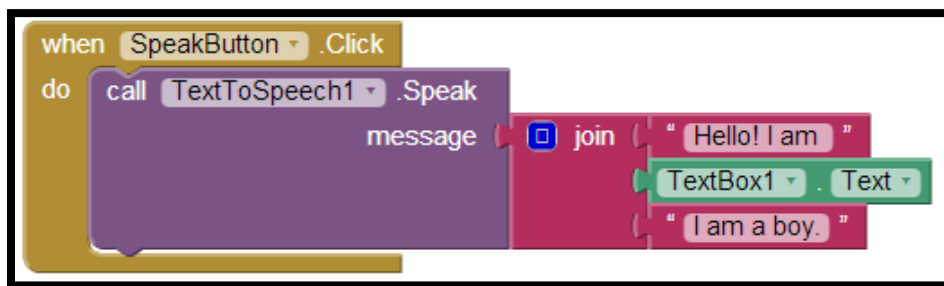 when SpeakButton .Click
do call TextToSpeech1 .Speak
message join " Hello! I am "
TextBox1 . Text
" I am a boy. "